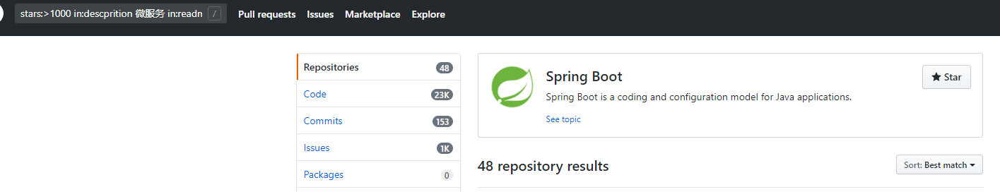 stars:>1000 in:descprition 微服务 in:readn /
Pull requests Issues Marketplace Explore
Repositories 48
Code 23K
Commits 153
Issues 1K
Packages 0
Spring Boot
Star
Spring Boot is a coding and configuration model for Java applications.
See topic
48 repository results
Sort: Best match